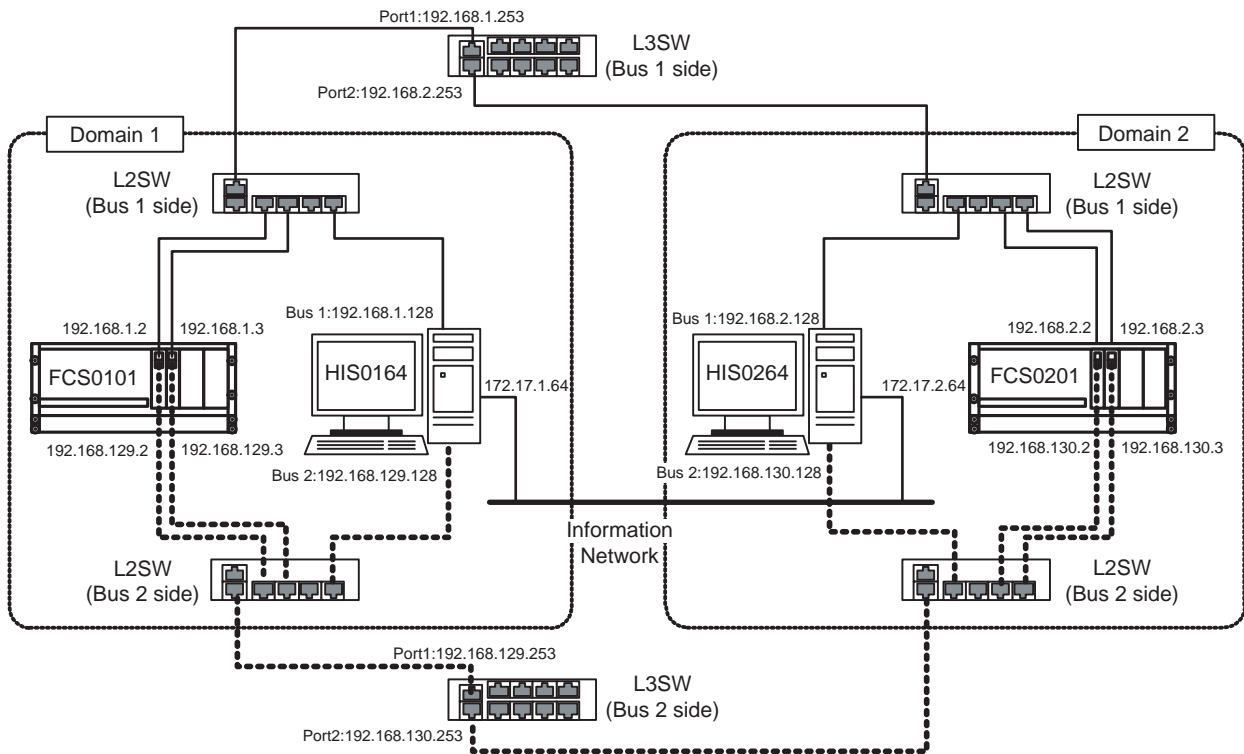 Port1:192.168.1.253
L3SW
(Bus 1 side)
Port2:192.168.2.253
Domain 1
Domain 2
L2SW
(Bus 1 side)
L2SW
(Bus 1 side)
192.168.1.2
192.168.1.3
Bus 1:192.168.1.128
Bus 1:192.168.2.128
192.168.2.2
192.168.2.3
FCS0101
HIS0164
172.17.1.64
HIS0264
172.17.2.64
FCS0201
192.168.129.2
192.168.129.3
Bus 2:192.168.129.128
Bus 2:192.168.130.128
192.168.130.2
192.168.130.3
Information
Network
L2SW
(Bus 2 side)
L2SW
(Bus 2 side)
Port1:192.168.129.253
L3SW
(Bus 2 side)
Port2:192.168.130.253